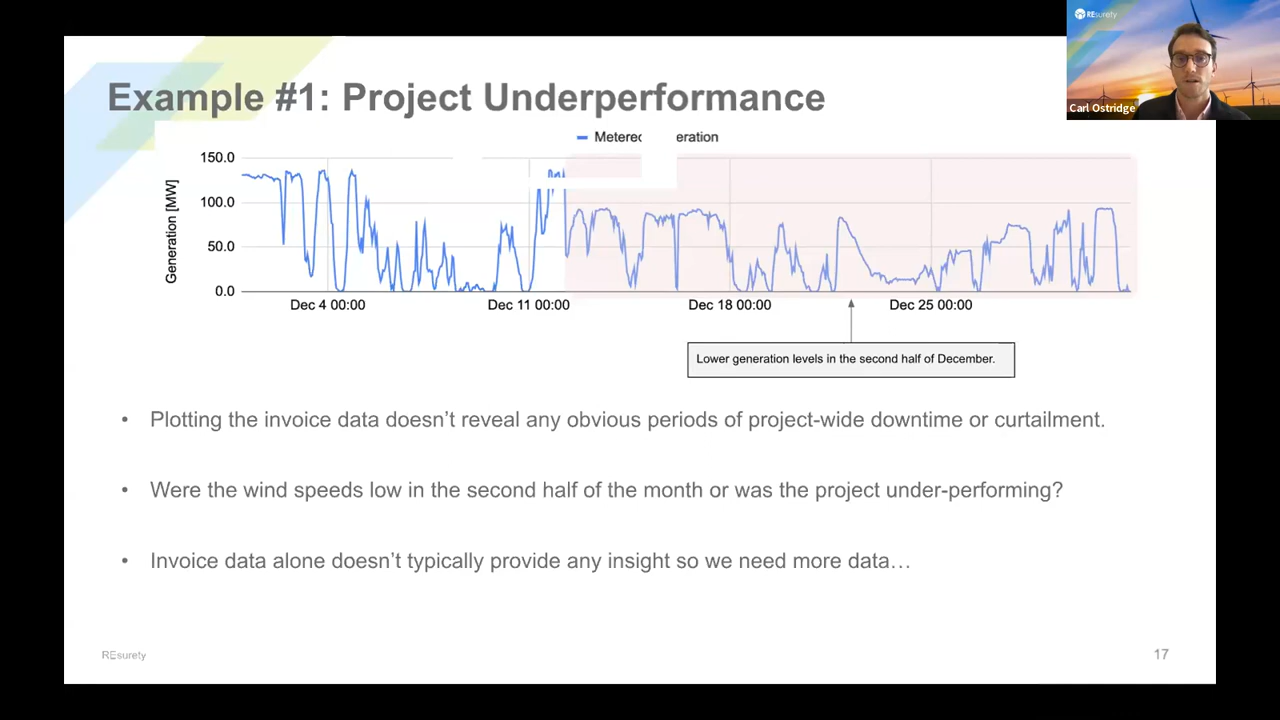 REsurety
Carl Ostridge
Example #1: Project Underperformance
Metered eration
150.0
100.0
50.0
0.0
Generation [MW]
Dec 4 00:00
Dec 11 00:00
Dec 18 00:00
Dec 25 00:00
Lower generation levels in the second half of December.
• Plotting the invoice data doesn’t reveal any obvious periods of project-wide downtime or curtailment.
• Were the wind speeds low in the second half of the month or was the project under-performing?
• Invoice data alone doesn’t typically provide any insight so we need more data…
REsurety
17